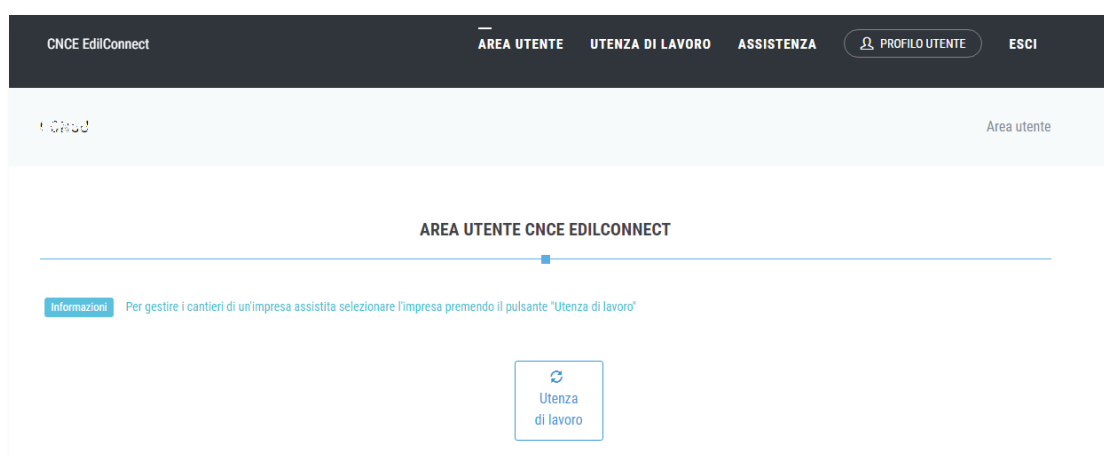 CNCE EdilConnect
AREA UTENTE UTENZA DI LAVORO ASSISTENZA PROFILO UTENTE ESCI
Area utente
AREA UTENTE CNCE EDILCONNECT
Informazioni Per gestire i cantieri di un'impresa assistita selezionare l'impresa premendo il pulsante "Utenza di lavoro"
Utenza
di lavoro